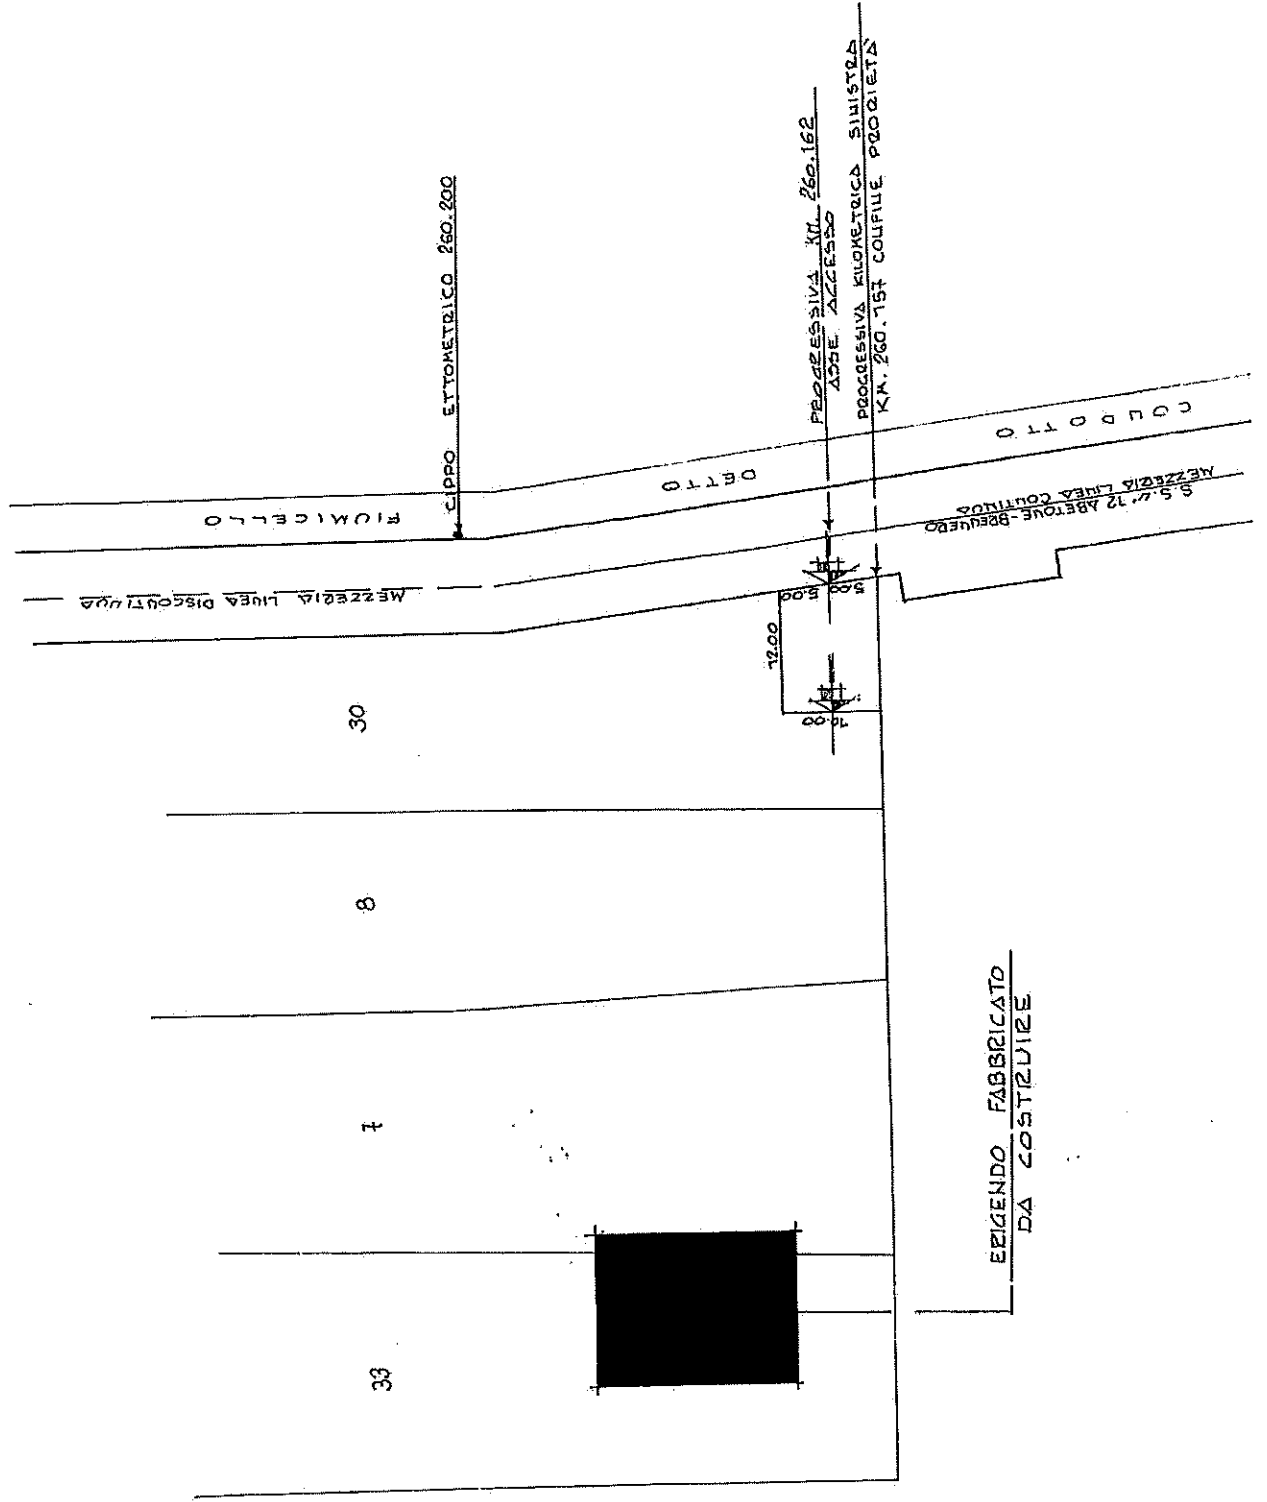 CIPPO ETTOMETRICO 260.200
PROGRESSIVA KM. 260.162
ASSE ACCESSO
PROGRESSIVA KILOMETRICA SINISTRA
KM. 260.157 CONFINE PROPRIETA'
FIUMICELLO
DETTO
CONDOTTO
MEZZERIA LINEA DISCONTINUA
S.S. n° 12 ABETONE-BRENNERO
MEZZERIA LINEA CONTINUA
5.00
5.00
12.00
10.00
30
8
7
33
ERIGENDO FABBRICATO
DA COSTRUIRE